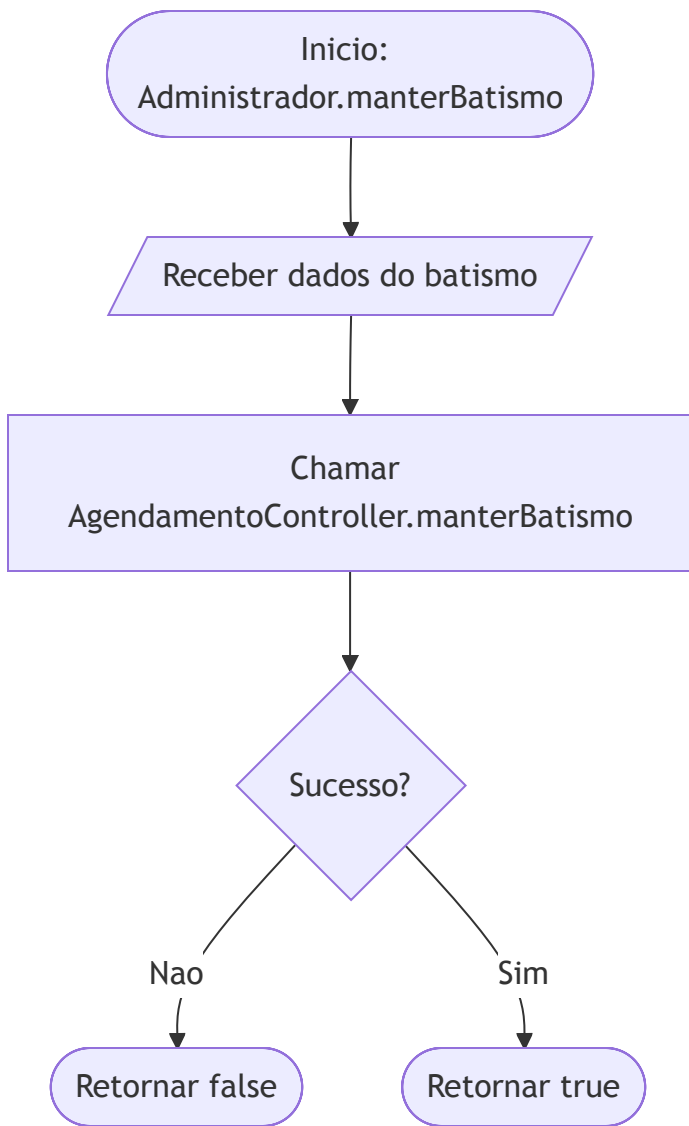 Inicio:
Administrador.manterBatismo
Receber dados do batismo
Chamar
AgendamentoController.manterBatismo
Sucesso?
Nao
Sim
Retornar false
Retornar true